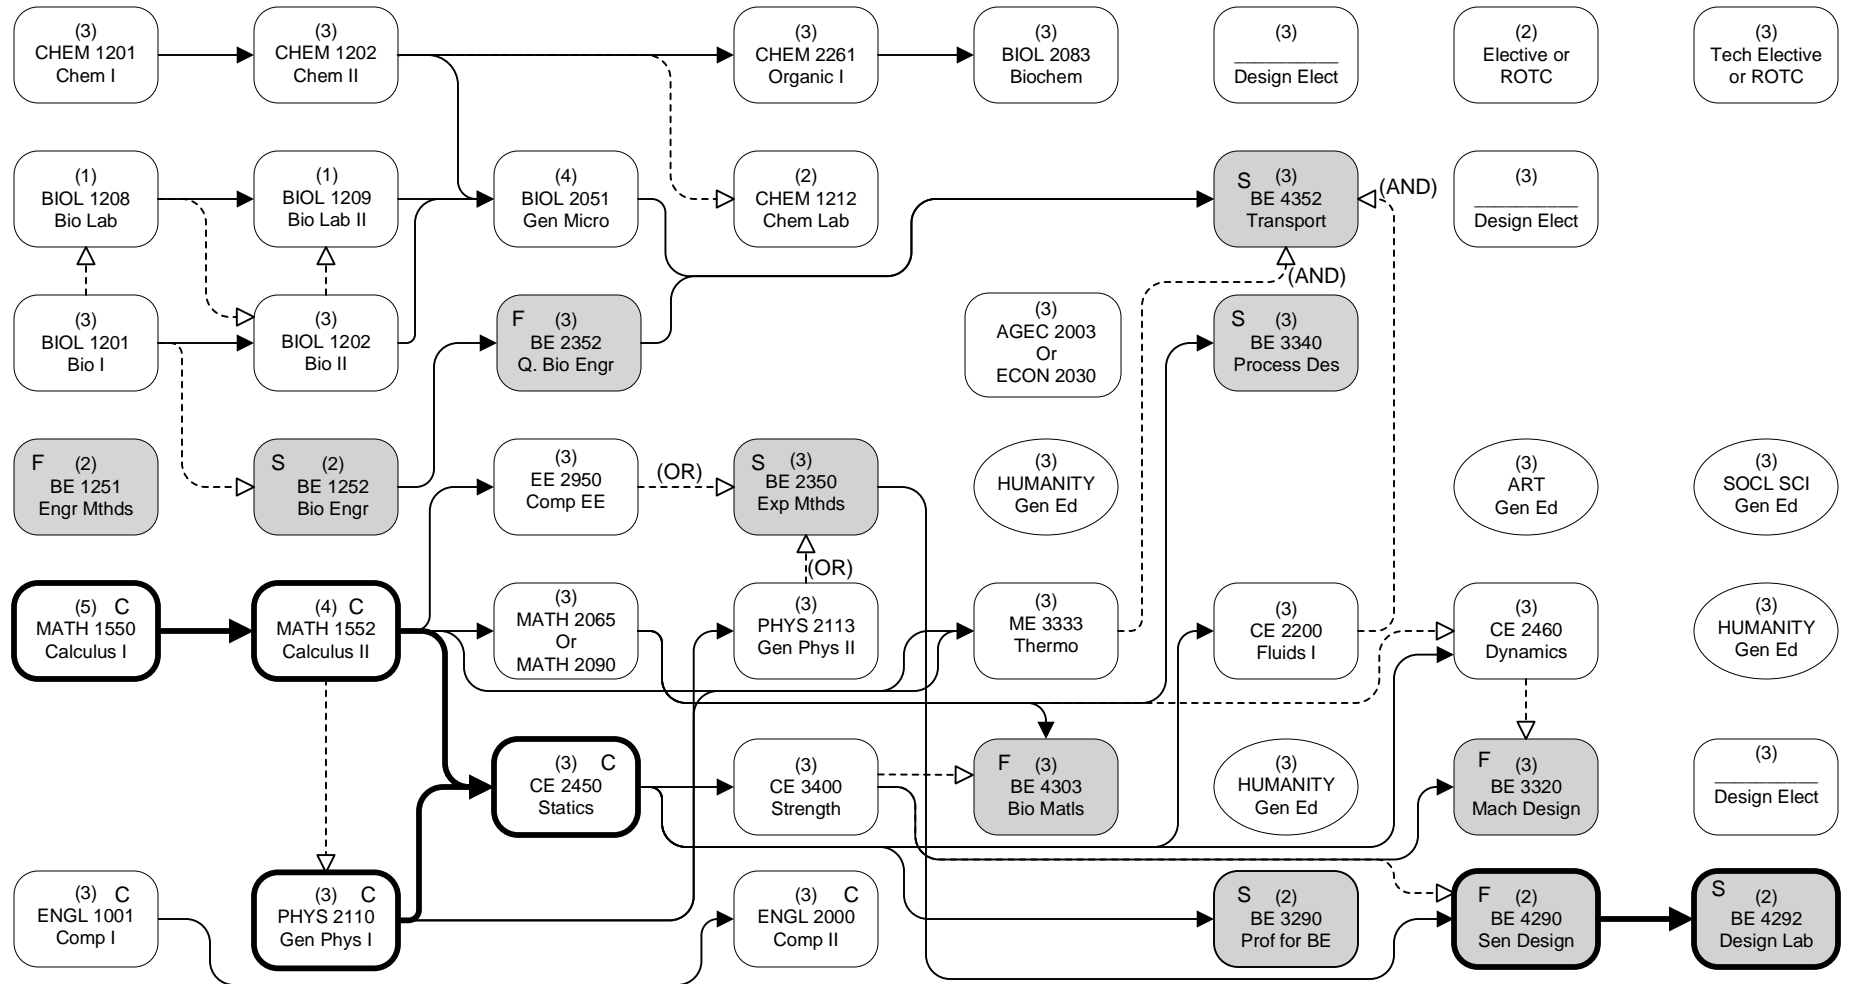 (3)
CHEM 1201
Chem I
(3)
CHEM 1202
Chem II
(3)
CHEM 2261
Organic I
(3)
BIOL 2083
Biochem
(3)
___________
Design Elect
(2)
Elective or
ROTC
(3)
Tech Elective
or ROTC
(1)
BIOL 1208
Bio Lab
(1)
BIOL 1209
Bio Lab II
(4)
BIOL 2051
Gen Micro
(2)
CHEM 1212
Chem Lab
S (3)
BE 4352
Transport
(AND)
(3)
___________
Design Elect
(AND)
(3)
BIOL 1201
Bio I
(3)
BIOL 1202
Bio II
F (3)
BE 2352
Q. Bio Engr
(3)
AGEC 2003
Or
ECON 2030
S (3)
BE 3340
Process Des
F (2)
BE 1251
Engr Mthds
S (2)
BE 1252
Bio Engr
(3)
EE 2950
Comp EE
(OR)
S (3)
BE 2350
Exp Mthds
(3)
HUMANITY
Gen Ed
(3)
ART
Gen Ed
(3)
SOCL SCI
Gen Ed
(OR)
(5) C
MATH 1550
Calculus I
(4) C
MATH 1552
Calculus II
(3)
MATH 2065
Or
MATH 2090
(3)
PHYS 2113
Gen Phys II
(3)
ME 3333
Thermo
(3)
CE 2200
Fluids I
(3)
CE 2460
Dynamics
(3)
HUMANITY
Gen Ed
(3) C
CE 2450
Statics
(3)
CE 3400
Strength
F (3)
BE 4303
Bio Matls
(3)
HUMANITY
Gen Ed
F (3)
BE 3320
Mach Design
(3)
___________
Design Elect
(3) C
ENGL 1001
Comp I
(3) C
PHYS 2110
Gen Phys I
(3) C
ENGL 2000
Comp II
S (2)
BE 3290
Prof for BE
F (2)
BE 4290
Sen Design
S (2)
BE 4292
Design Lab